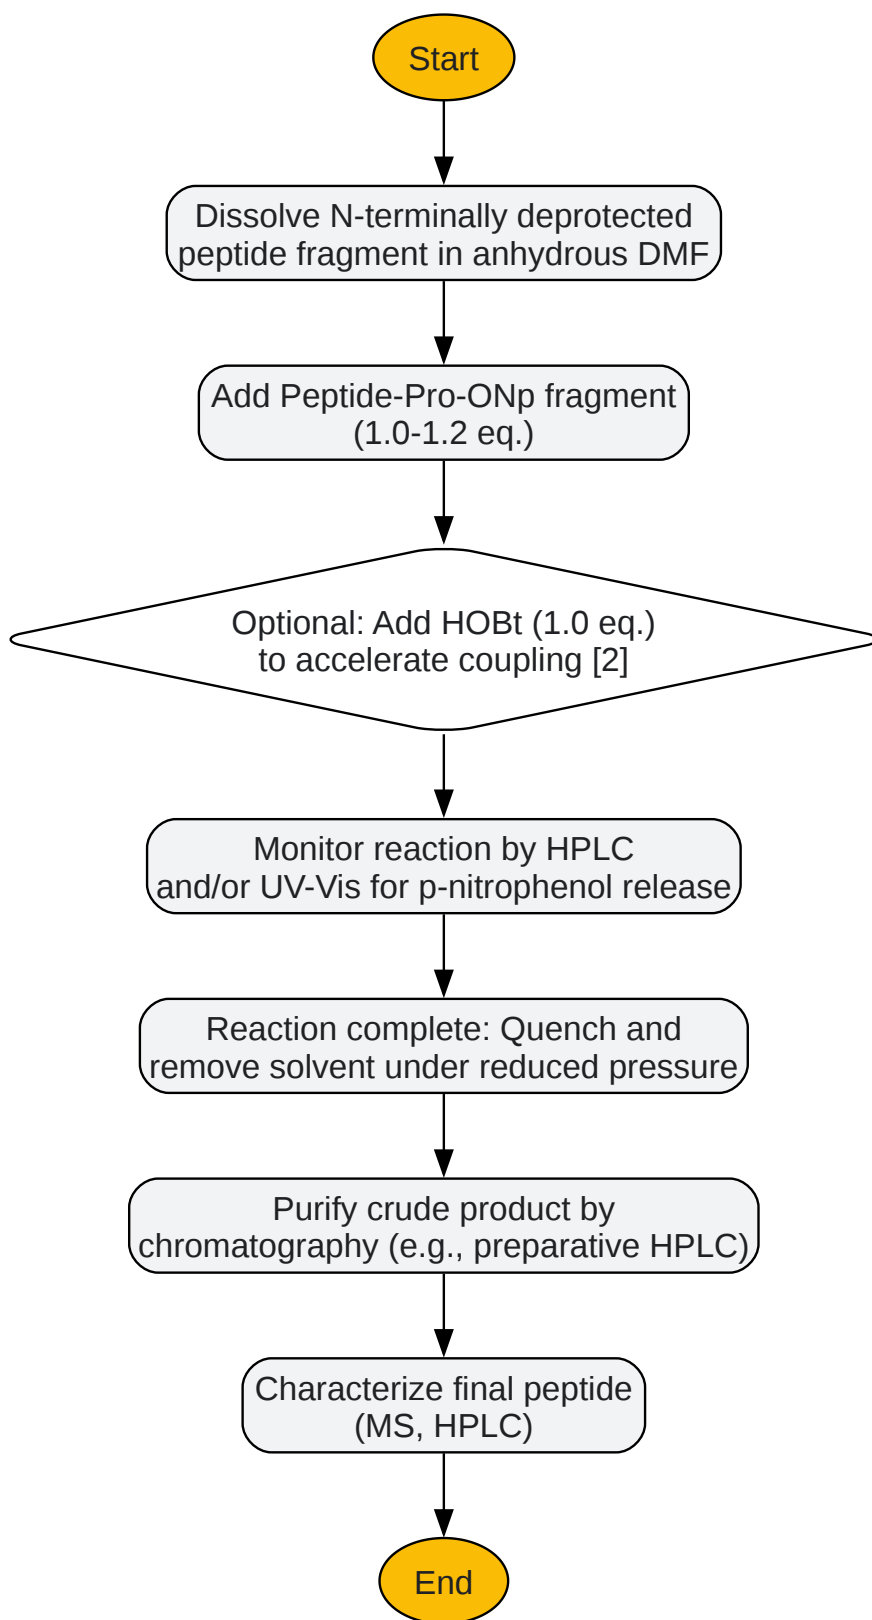 Start
Dissolve N-terminally deprotected
peptide fragment in anhydrous DMF
Add Peptide-Pro-ONp fragment
(1.0-1.2 eq.)
Optional: Add HOBt (1.0 eq.)
to accelerate coupling [2]
Monitor reaction by HPLC
and/or UV-Vis for p-nitrophenol release
Reaction complete: Quench and
remove solvent under reduced pressure
Purify crude product by
chromatography (e.g., preparative HPLC)
Characterize final peptide
(MS, HPLC)
End